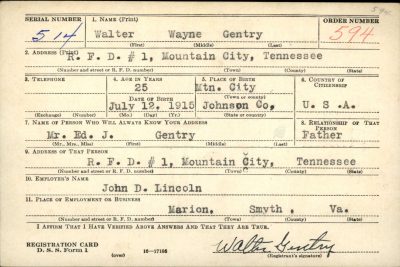 594
SERIAL NUMBER 1. NAME (Print) ORDER NUMBER
514 Walter Wayne Gentry 594
(First) (Middle) (Last)
2. ADDRESS (Print)
R. F. D. # 1, Mountain City, Tennessee
(Number and street or R. F. D. number) (Town) (County) (State)
3. TELEPHONE 4. AGE IN YEARS 5. PLACE OF BIRTH 6. COUNTRY OF CITIZENSHIP
25 Mtn. City
DATE OF BIRTH (Town or county)
July 12, 1915 Johnson Co, U. S. A.
(Exchange) (Number) (Mo.) (Day) (Yr.) (State or country)
7. NAME OF PERSON WHO WILL ALWAYS KNOW YOUR ADDRESS 8. RELATIONSHIP OF THAT PERSON
Mr. Ed. J. Gentry Father
(Mr., Mrs., Miss) (First) (Middle) (Last)
9. ADDRESS OF THAT PERSON
R. F. D. # 1, Mountain City, Tennessee
(Number and street or R. F. D. number) (Town) (County) (State)
10. EMPLOYER'S NAME
John D. Lincoln
11. PLACE OF EMPLOYMENT OR BUSINESS
Marion, Smyth, Va.
(Number and street or R. F. D. number) (Town) (County) (State)
I AFFIRM THAT I HAVE VERIFIED ABOVE ANSWERS AND THAT THEY ARE TRUE.
REGISTRATION CARD
D. S. S. Form 1 (over) 16—17105 Walter Gentry
(Registrant's signature)